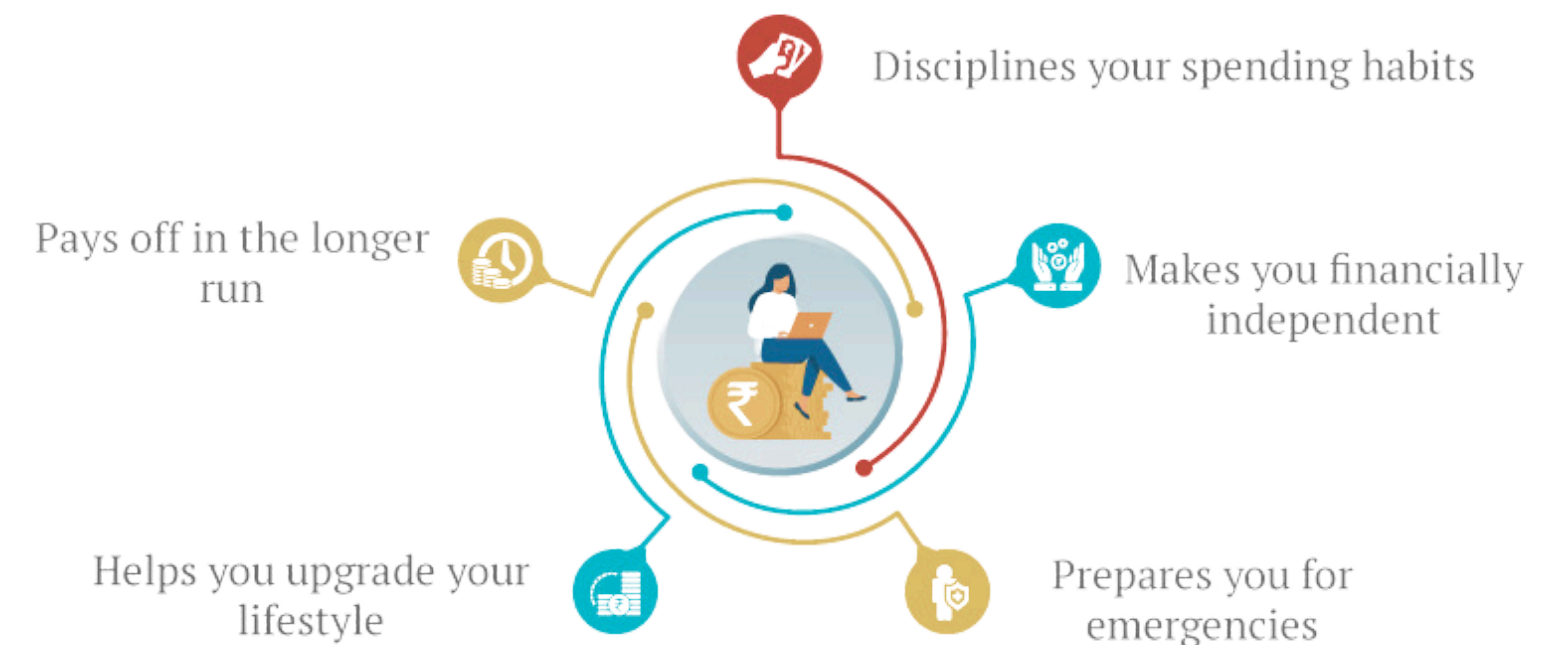 Disciplines your spending habits
Pays off in the longer
run
Makes you financially
independent
Helps you upgrade your
lifestyle
Prepares you for
emergencies
₹